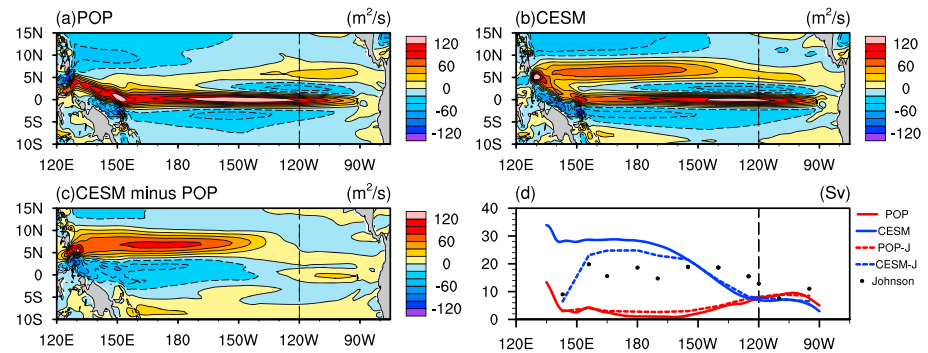 (a)POP (m²/s)
15N
10N
5N
0
5S
10S
120E 150E 180 150W 120W 90W
120
60
0
-60
-120
(b)CESM (m²/s)
15N
10N
5N
0
5S
10S
120E 150E 180 150W 120W 90W
120
60
0
-60
-120
(c)CESM minus POP (m²/s)
15N
10N
5N
0
5S
10S
120E 150E 180 150W 120W 90W
120
60
0
-60
-120
(d) (Sv)
40
30
20
10
0
120E 150E 180 150W 120W 90W
POP
CESM
POP-J
CESM-J
Johnson